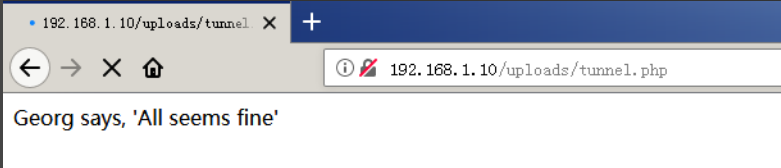 192.168.1.10/uploads/tunnel
192.168.1.10/uploads/tunnel.php
Georg says, 'All seems fine'